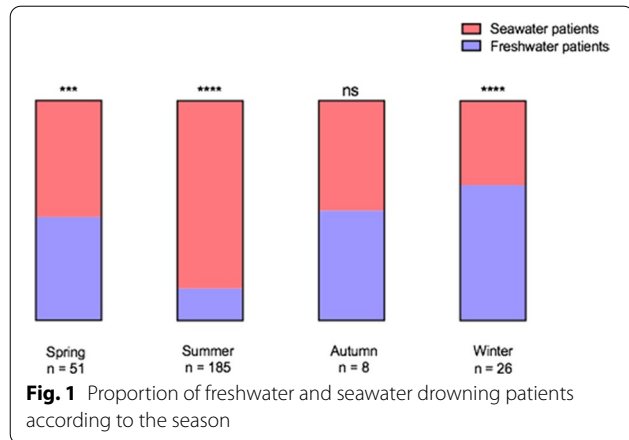 Seawater patients
Freshwater patients
*** **** ns ****
Spring Summer Autumn Winter
n = 51 n = 185 n = 8 n = 26
Fig. 1 Proportion of freshwater and seawater drowning patients
according to the season